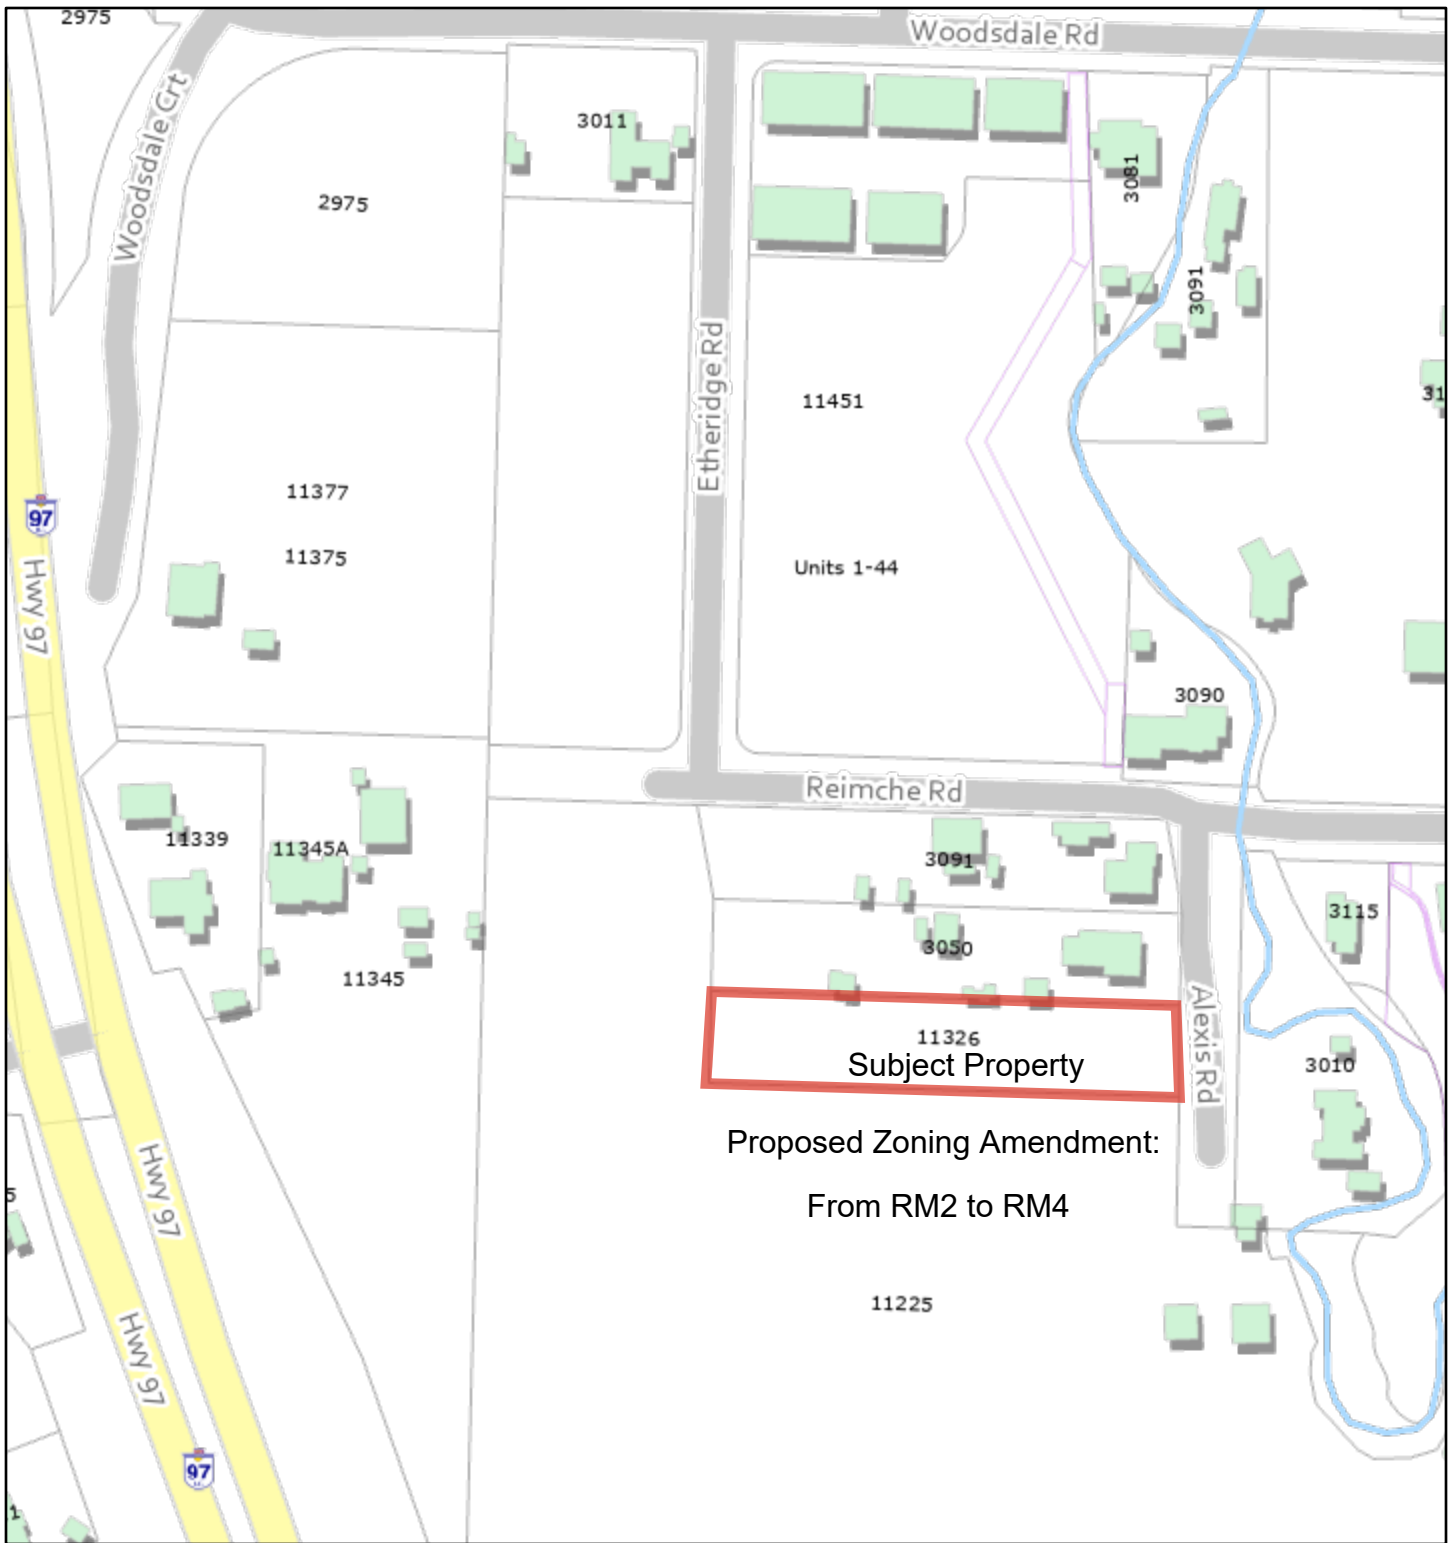 2975
Woodsdale Rd
Woodsdale Crt
3011
3081
2975
3091
Etheridge Rd
11451
11377
97
11375
Units 1-44
Hwy 97
3090
Reimche Rd
11339
11345A
3091
3115
3050
11345
11326
Subject Property
Alexis Rd
3010
Proposed Zoning Amendment:
From RM2 to RM4
Hwy 97
11225
Hwy 97
97